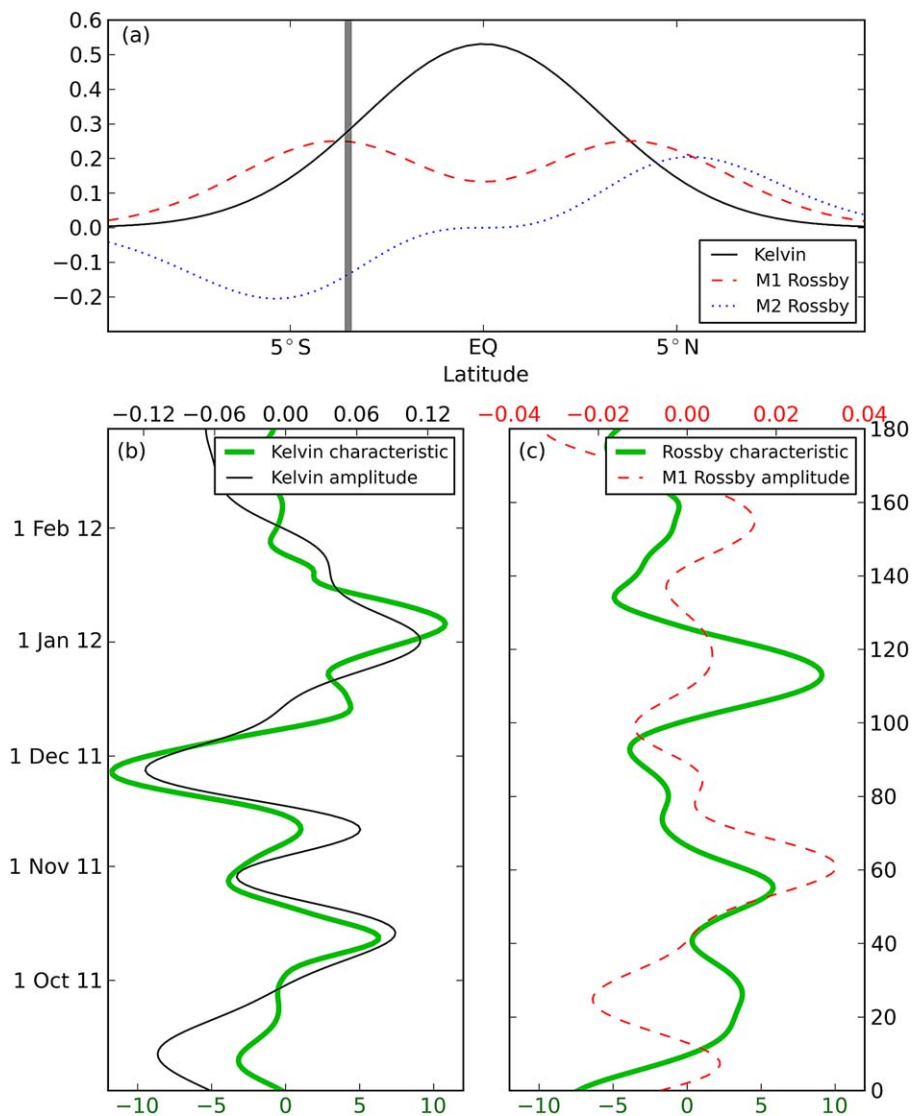 0.6
(a)
0.5
0.4
0.3
0.2
0.1
0.0
−0.1
−0.2
Kelvin
M1 Rossby
M2 Rossby
5°S EQ 5°N
Latitude
−0.12 −0.06 0.00 0.06 0.12
(b)
Kelvin characteristic
Kelvin amplitude
1 Feb 12
1 Jan 12
1 Dec 11
1 Nov 11
1 Oct 11
−10 −5 0 5 10
−0.04 −0.02 0.00 0.02 0.04
(c)
Rossby characteristic
M1 Rossby amplitude
180
160
140
120
100
80
60
40
20
0
−10 −5 0 5 10